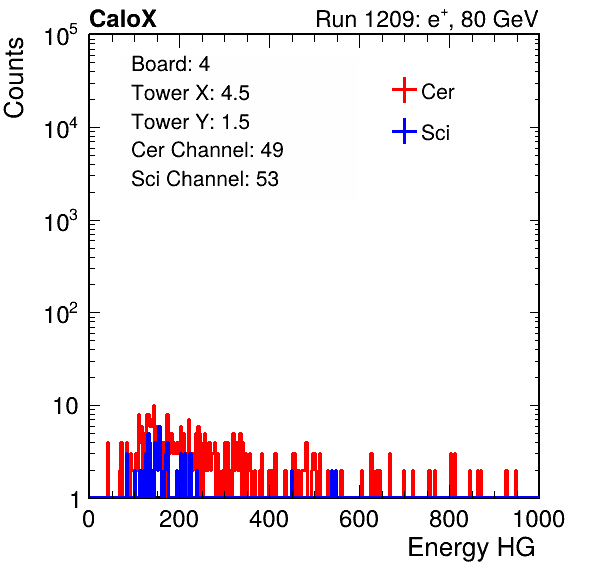 CaloX Run 1209: e⁺, 80 GeV
Counts
10⁵
10⁴
10³
10²
10
1
Board: 4
Tower X: 4.5
Tower Y: 1.5
Cer Channel: 49
Sci Channel: 53
Cer
Sci
0 200 400 600 800 1000
Energy HG